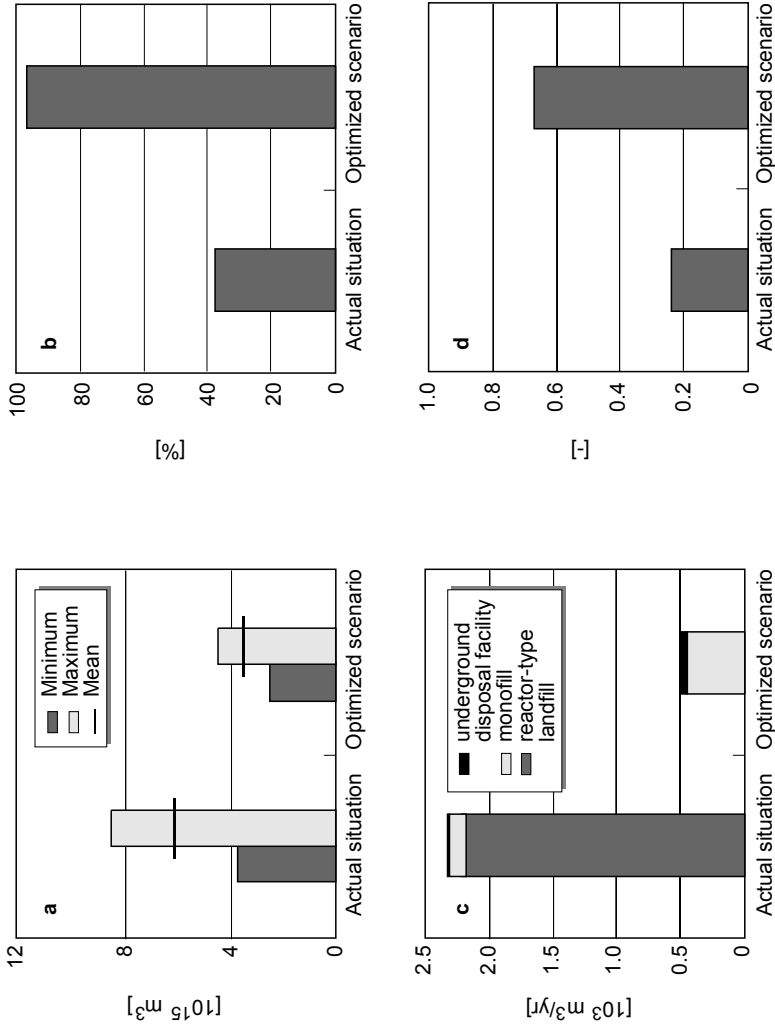 a
[10¹⁵ m³]
12
8
4
0
Minimum
Maximum
Mean
Actual situation
Optimized scenario
b
[%]
100
80
60
40
20
0
Actual situation
Optimized scenario
c
[10³ m³/yr]
2.5
2.0
1.5
1.0
0.5
0
underground
disposal facility
monofill
reactor-type
landfill
Actual situation
Optimized scenario
d
[-]
1.0
0.8
0.6
0.4
0.2
0
Actual situation
Optimized scenario